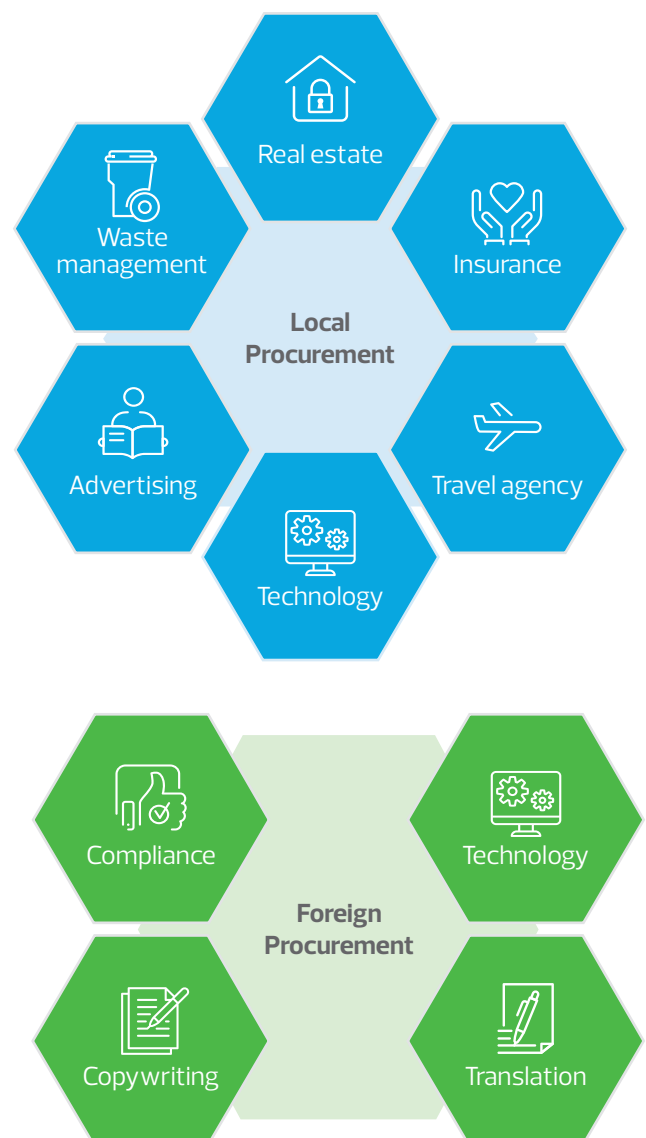 Real estate
Waste
management
Insurance
Local
Procurement
Advertising
Travel agency
Technology
Compliance
Technology
Foreign
Procurement
Copywriting
Translation